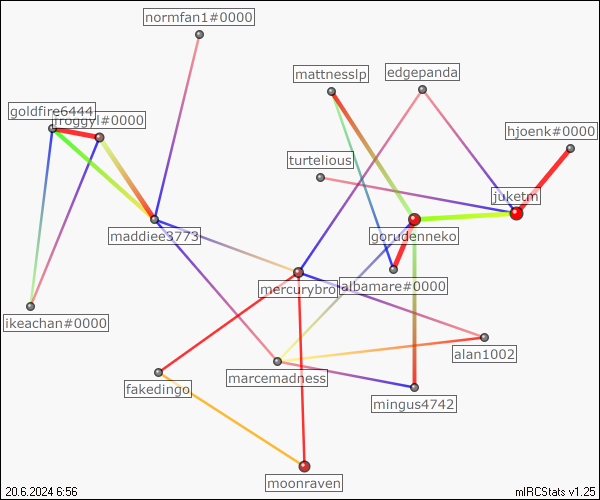 normfan1#0000
mattnesslp
edgepanda
goldfire6444
froggyl#0000
hjoenk#0000
turtelious
juketm
maddiee3773
gorudenneko
mercurybro
albamare#0000
ikeachan#0000
alan1002
marcemadness
fakedingo
mingus4742
moonraven
20.6.2024 6:56
mIRCStats v1.25